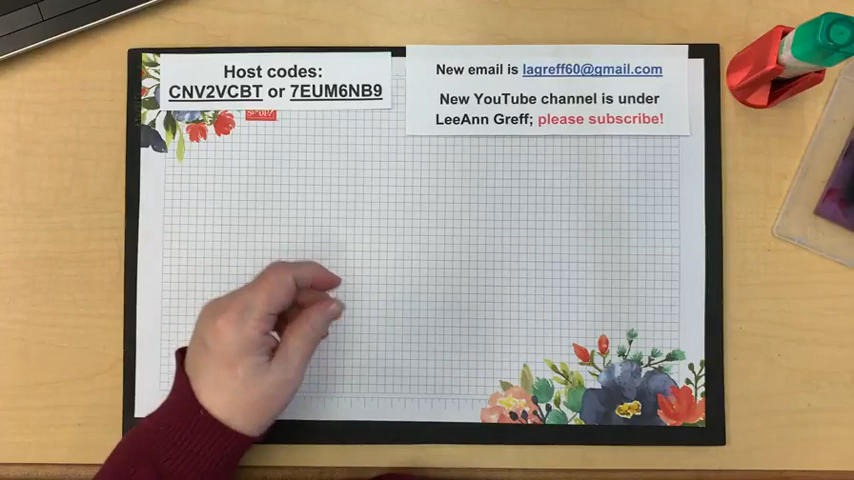 Host codes:
CNV2VCBT or 7EUM6NB9
New email is lagreff60@gmail.com
New YouTube channel is under
LeeAnn Greff; please subscribe!